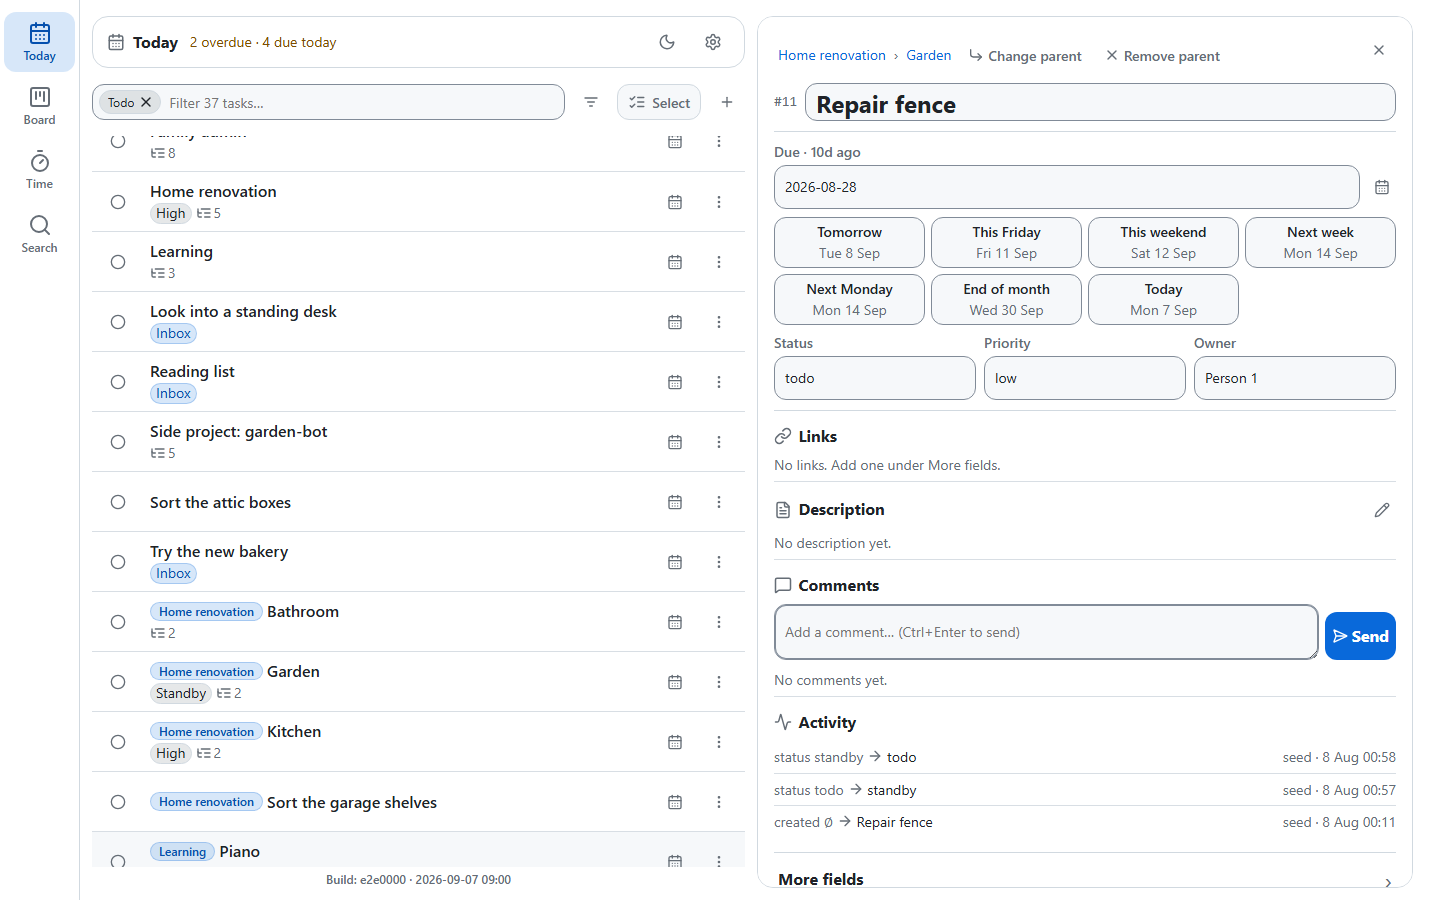 Today
Board
Time
Search
Today 2 overdue · 4 due today
Todo Filter 37 tasks...
Select
Family admin
8
Home renovation
High 5
Learning
3
Look into a standing desk
Inbox
Reading list
Inbox
Side project: garden-bot
5
Sort the attic boxes
Try the new bakery
Inbox
Home renovation Bathroom
2
Home renovation Garden
Standby 2
Home renovation Kitchen
High 2
Home renovation Sort the garage shelves
Learning Piano
Build: e2e0000 · 2026-09-07 09:00
Home renovation › Garden Change parent Remove parent
#11 Repair fence
Due · 10d ago
2026-08-28
Tomorrow This Friday This weekend Next week
Tue 8 Sep Fri 11 Sep Sat 12 Sep Mon 14 Sep
Next Monday End of month Today
Mon 14 Sep Wed 30 Sep Mon 7 Sep
Status Priority Owner
todo low Person 1
Links
No links. Add one under More fields.
Description
No description yet.
Comments
Add a comment... (Ctrl+Enter to send) Send
No comments yet.
Activity
status standby → todo seed · 8 Aug 00:58
status todo → standby seed · 8 Aug 00:57
created ∅ → Repair fence seed · 8 Aug 00:11
More fields